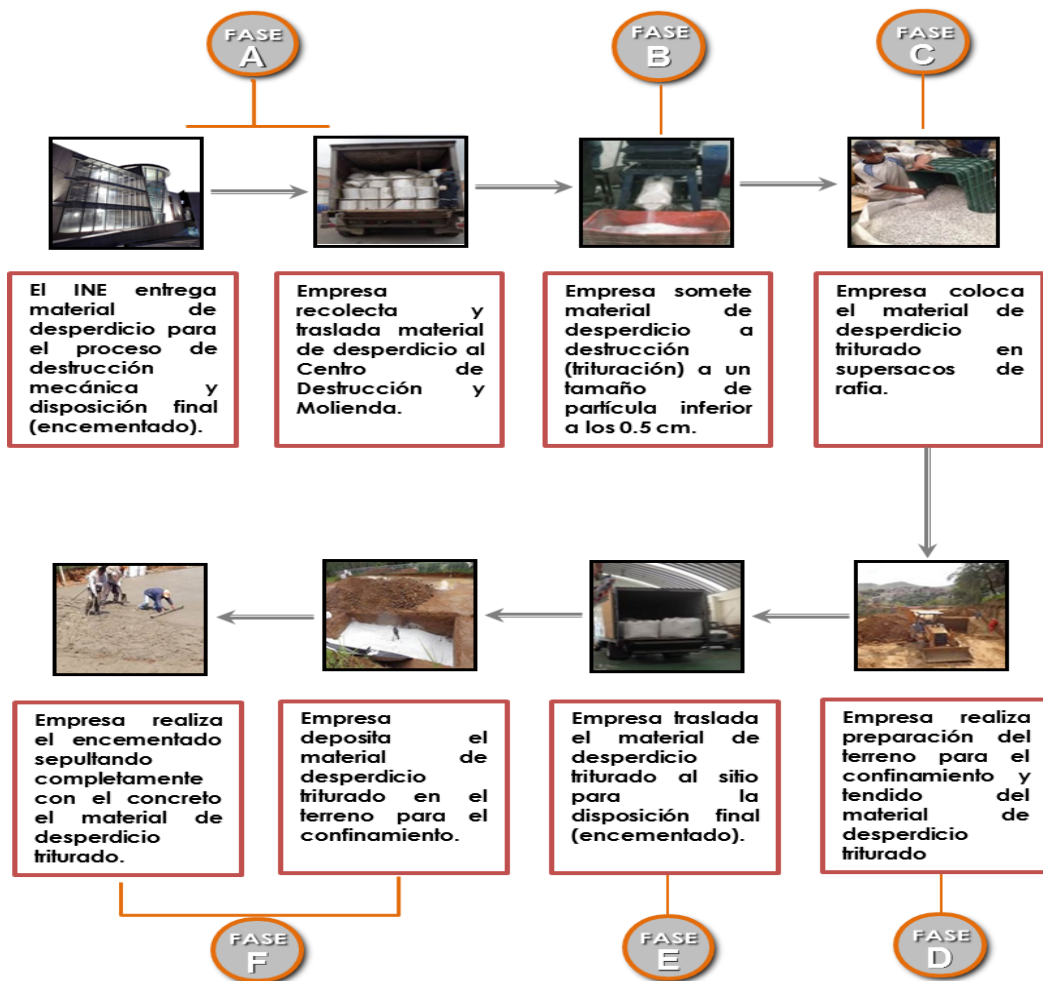 FASE
A
FASE
B
FASE
C
El INE entrega
material de
desperdicio para
el proceso de
destrucción
mecánica y
disposición final
(encementado).
Empresa
recolecta y
traslada material
de desperdicio al
Centro de
Destrucción y
Molienda.
Empresa somete
material de
desperdicio a
destrucción
(trituración) a un
tamaño de
partícula inferior
a los 0.5 cm.
Empresa coloca
el material de
desperdicio
triturado en
supersacos de
rafia.
Empresa realiza
el encementado
sepultando
completamente
con el concreto
el material de
desperdicio
triturado.
Empresa
deposita el
material de
desperdicio
triturado en el
terreno para el
confinamiento.
Empresa traslada
el material de
desperdicio
triturado al sitio
para la
disposición final
(encementado).
Empresa realiza
preparación del
terreno para el
confinamiento y
tendido del
material de
desperdicio
triturado
FASE
F
FASE
E
FASE
D